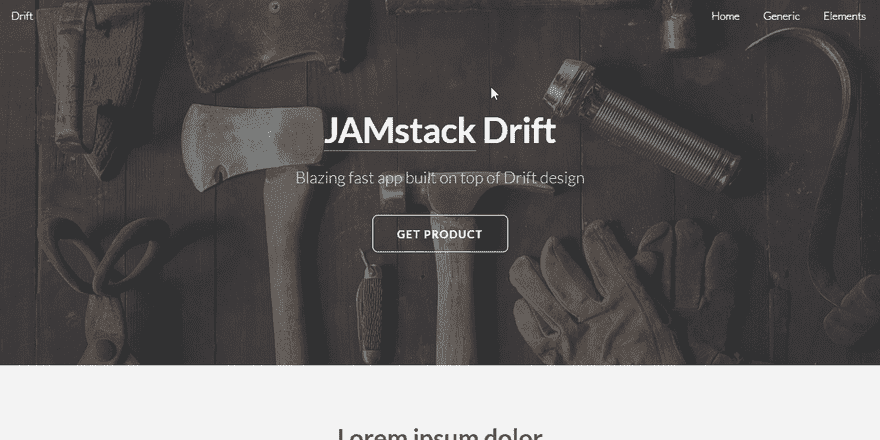 Drift
Home
Generic
Elements
JAMstack Drift
Blazing fast app built on top of Drift design
GET PRODUCT
Lorem ipsum dolor